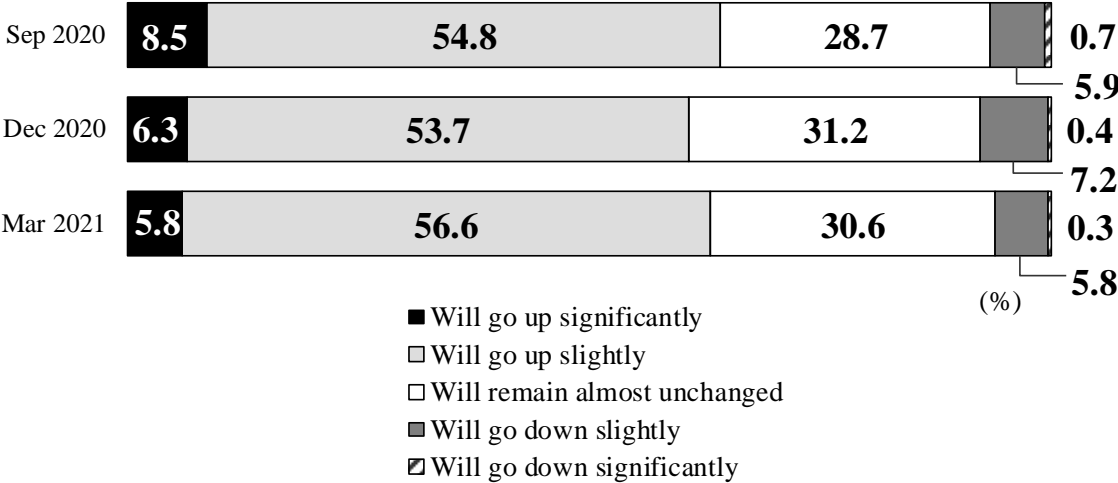 Sep 2020 8.5 54.8 28.7 0.7
5.9
Dec 2020 6.3 53.7 31.2 0.4
7.2
Mar 2021 5.8 56.6 30.6 0.3
5.8
(%)
Will go up significantly
Will go up slightly
Will remain almost unchanged
Will go down slightly
Will go down significantly